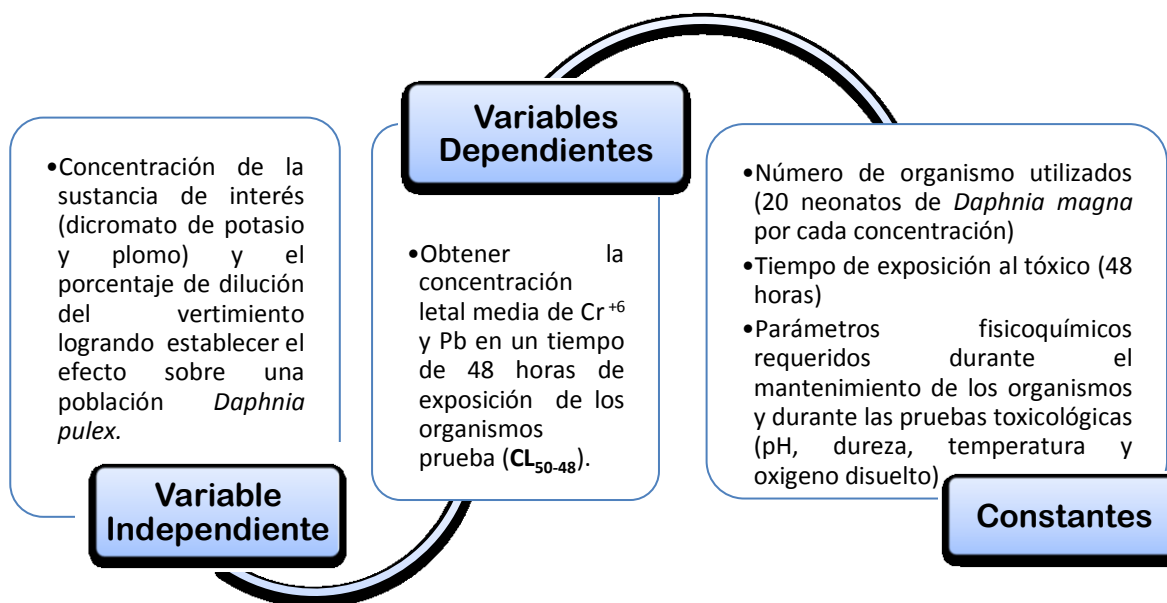 •Concentración de la
sustancia de interés
(dicromato de potasio
y plomo) y el
porcentaje de dilución
del vertimiento
logrando establecer el
efecto sobre una
población Daphnia
pulex.
Variable
Independiente
Variables
Dependientes
•Obtener la
concentración
letal media de Cr+6
y Pb en un tiempo
de 48 horas de
exposición de los
organismos
prueba (CL50-48).
•Número de organismo utilizados
(20 neonatos de Daphnia magna
por cada concentración)
•Tiempo de exposición al tóxico (48
horas)
•Parámetros fisicoquímicos
requeridos durante el
mantenimiento de los organismos
y durante las pruebas toxicológicas
(pH, dureza, temperatura y
oxigeno disuelto)
Constantes